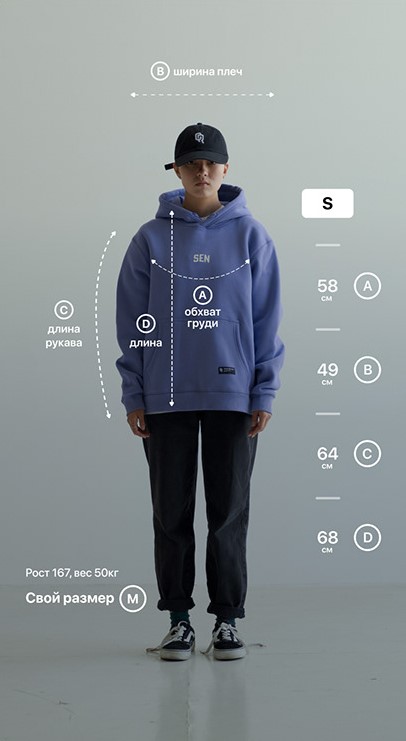 B ширина плеч
S
SEN
58
см
A
A
обхват
груди
C
длина
рукава
D
длина
49
см
B
64
см
C
68
см
D
Рост 167, вес 50кг
Свой размер M